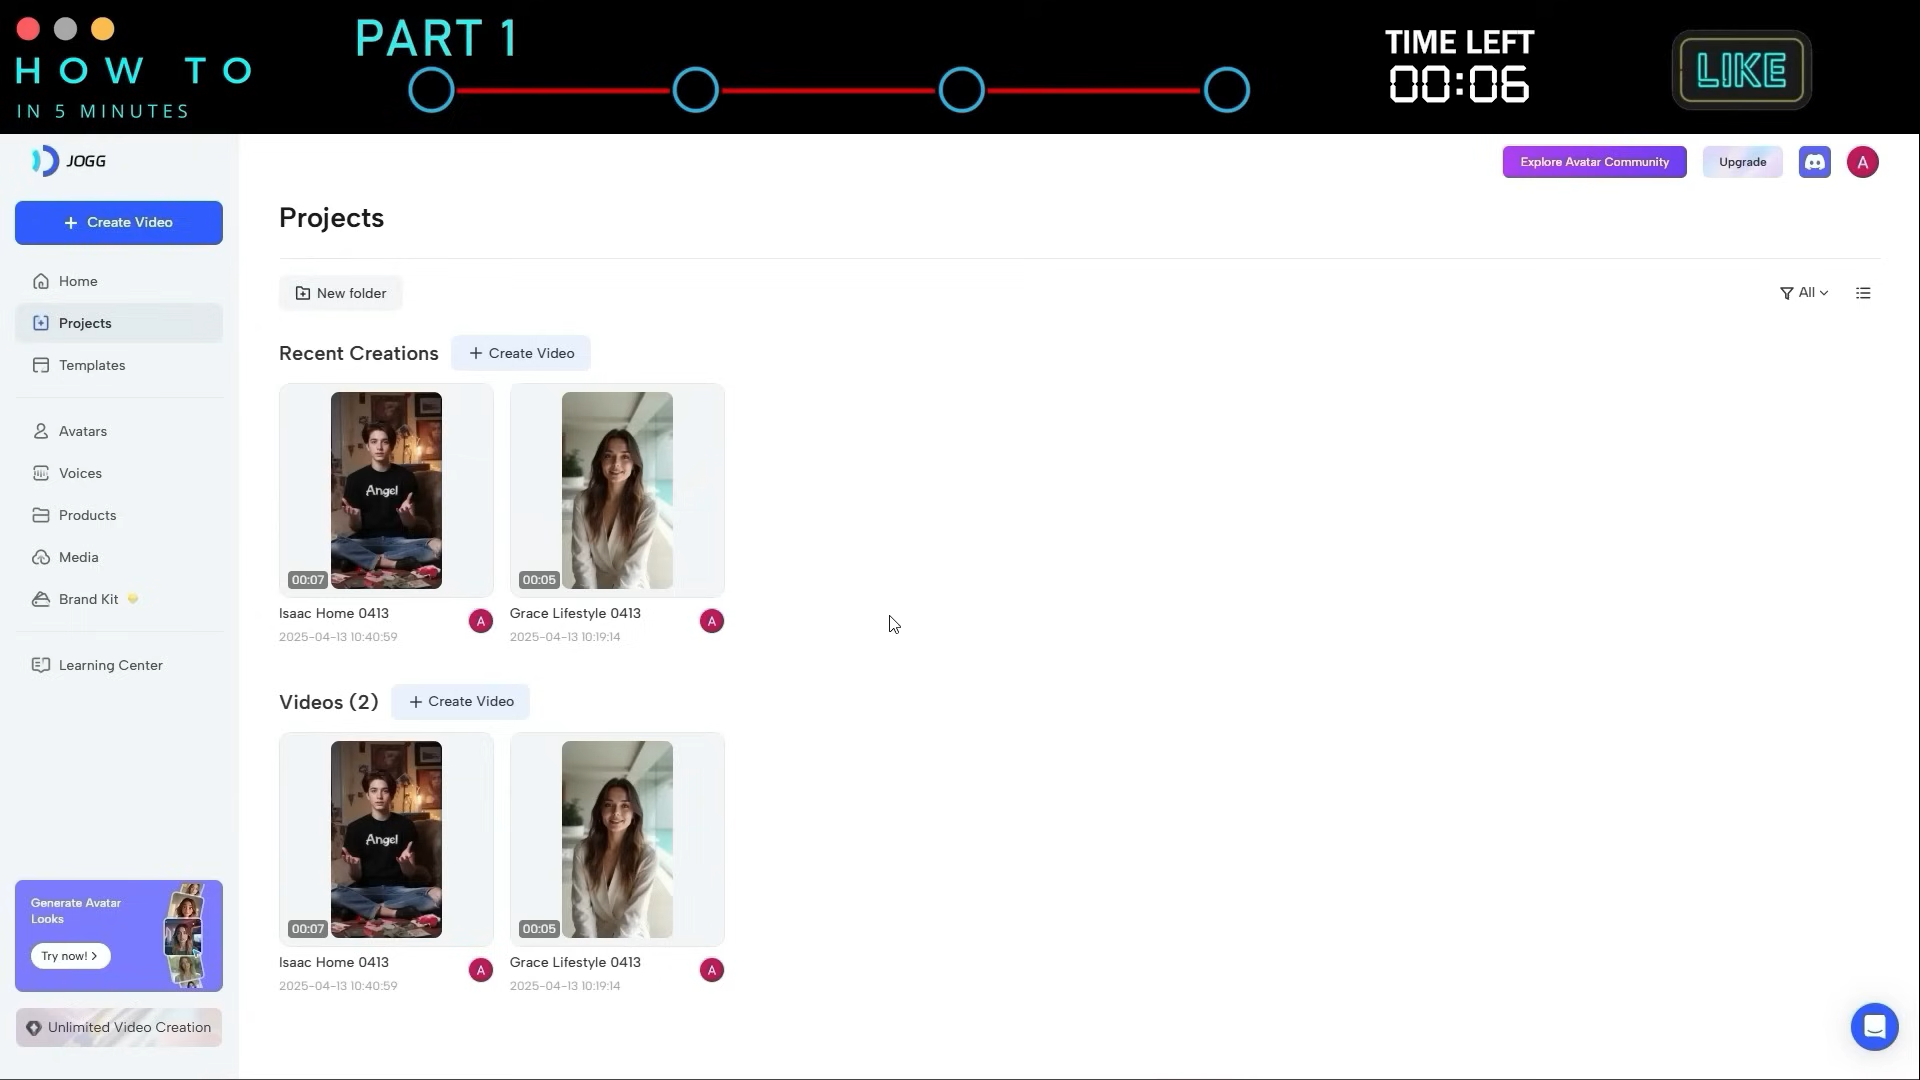 HOW TO
IN 5 MINUTES
PART 1
TIME LEFT
00:06
LIKE
JOGG
Explore Avatar Community
Upgrade
A
+ Create Video
Home
Projects
Templates
Avatars
Voices
Products
Media
Brand Kit
Learning Center
Generate Avatar
Looks
Try now! >
Unlimited Video Creation
Projects
New folder
All
Recent Creations
+ Create Video
Angel
00:07
00:05
Isaac Home 0413
A
2025-04-13 10:40:59
Grace Lifestyle 0413
A
2025-04-13 10:19:14
Videos (2)
+ Create Video
Angel
00:07
00:05
Isaac Home 0413
A
2025-04-13 10:40:59
Grace Lifestyle 0413
A
2025-04-13 10:19:14